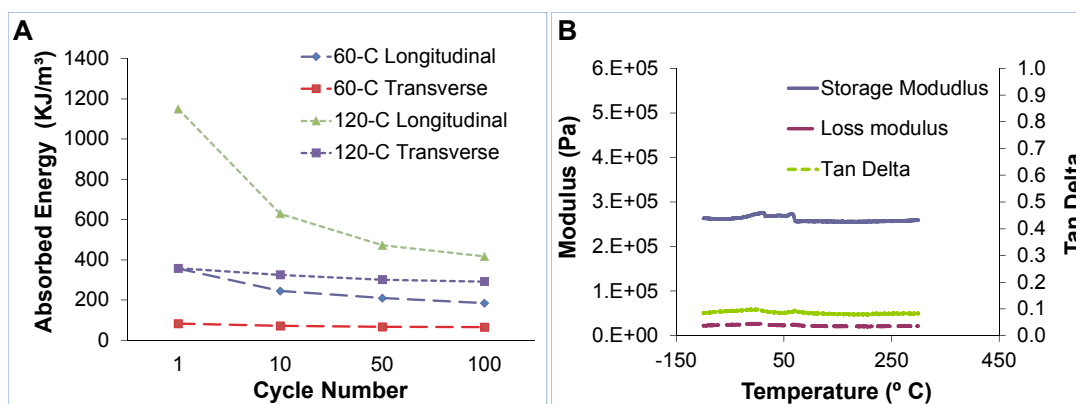 A
1400
1200
1000
800
600
400
200
0
Absorbed Energy (KJ/m³)
60-C Longitudinal
60-C Transverse
120-C Longitudinal
120-C Transverse
1 10 50 100
Cycle Number
B
6.E+05
5.E+05
4.E+05
3.E+05
2.E+05
1.E+05
0.E+00
Modulus (Pa)
Storage Modudlus
Loss modulus
Tan Delta
1.0
0.9
0.8
0.7
0.6
0.5
0.4
0.3
0.2
0.1
0.0
Tan Delta
-150 50 250 450
Temperature (º C)